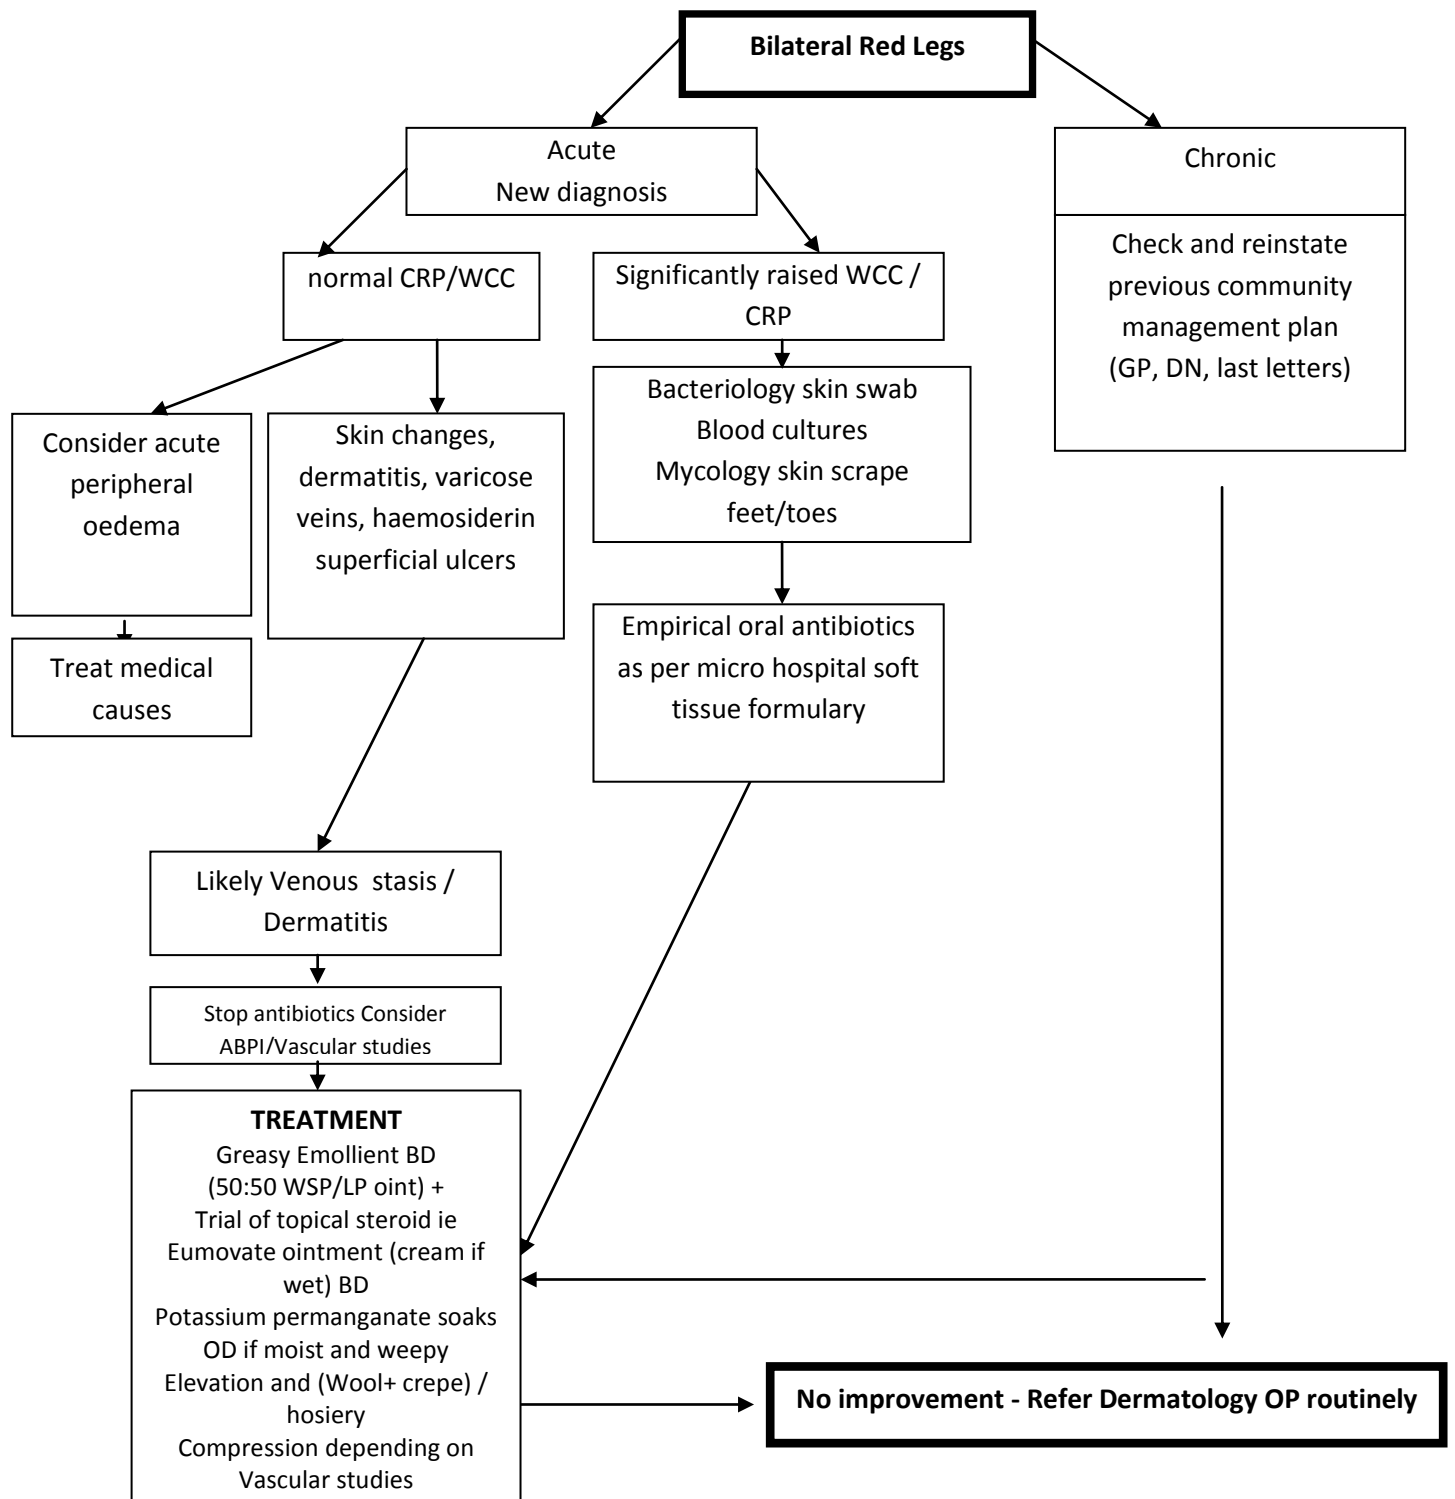 Bilateral Red Legs
Acute
New diagnosis
Chronic
Check and reinstate
previous community
management plan
(GP, DN, last letters)
normal CRP/WCC
Significantly raised WCC /
CRP
Consider acute
peripheral
oedema
Skin changes,
dermatitis, varicose
veins, haemosiderin
superficial ulcers
Bacteriology skin swab
Blood cultures
Mycology skin scrape
feet/toes
Treat medical
causes
Empirical oral antibiotics
as per micro hospital soft
tissue formulary
Likely Venous  stasis /
Dermatitis
Stop antibiotics Consider
ABPI/Vascular studies
TREATMENT
Greasy Emollient BD
(50:50 WSP/LP oint) +
Trial of topical steroid ie
Eumovate ointment (cream if
wet) BD
Potassium permanganate soaks
OD if moist and weepy
Elevation and (Wool+ crepe) /
hosiery
Compression depending on
Vascular studies
No improvement - Refer Dermatology OP routinely